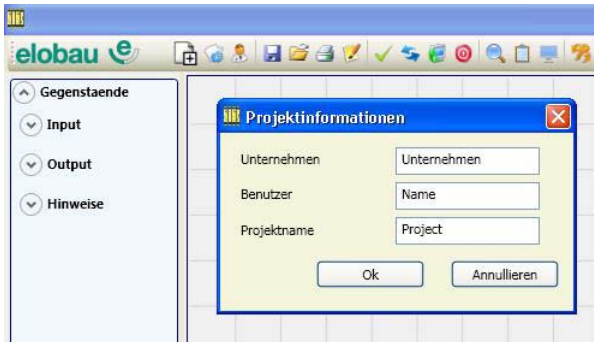 elobau
Gegenstaende
Input
Output
Hinweise
Projektinformationen
Unternehmen Unternehmen
Benutzer Name
Projektname Project
Ok Annullieren